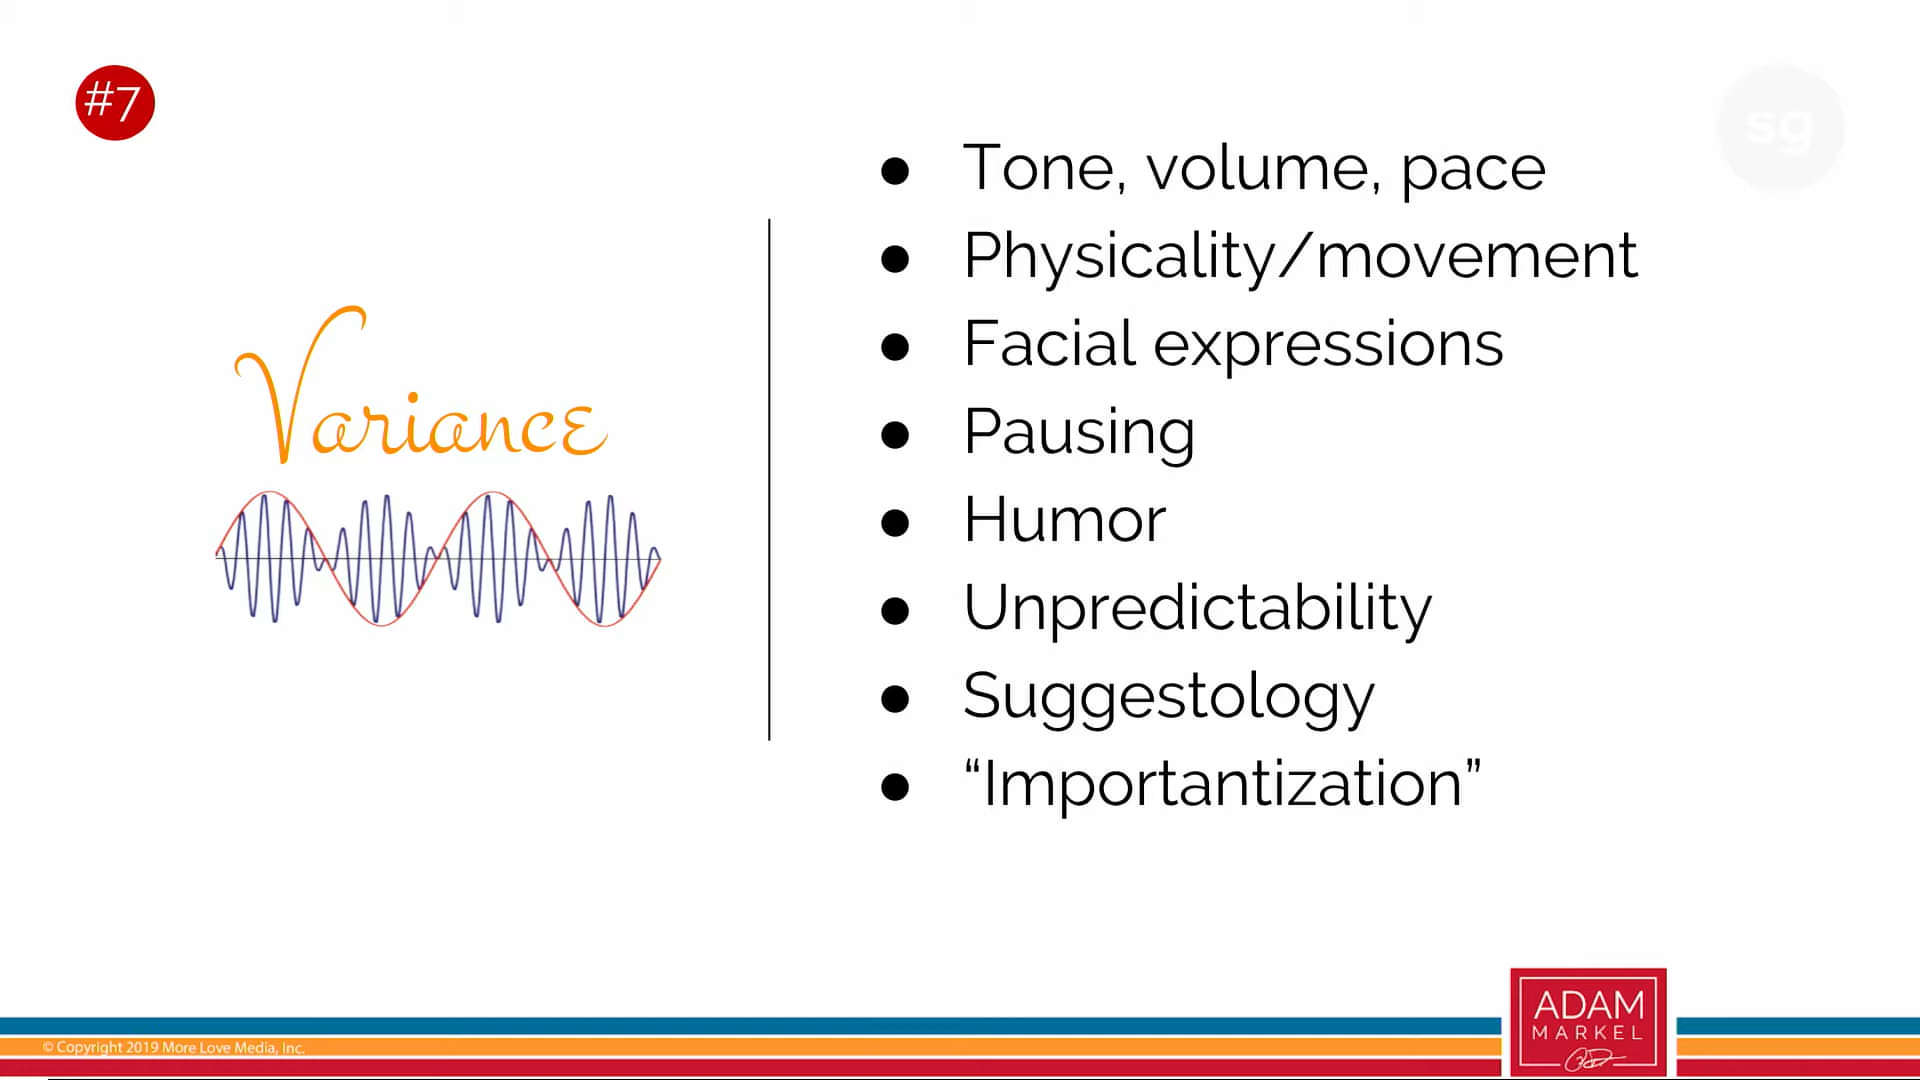 #7
sg
Variance
● Tone, volume, pace
● Physicality/movement
● Facial expressions
● Pausing
● Humor
● Unpredictability
● Suggestology
● “Importantization”
ADAM
MARKEL
© Copyright 2019 More Love Media, Inc.